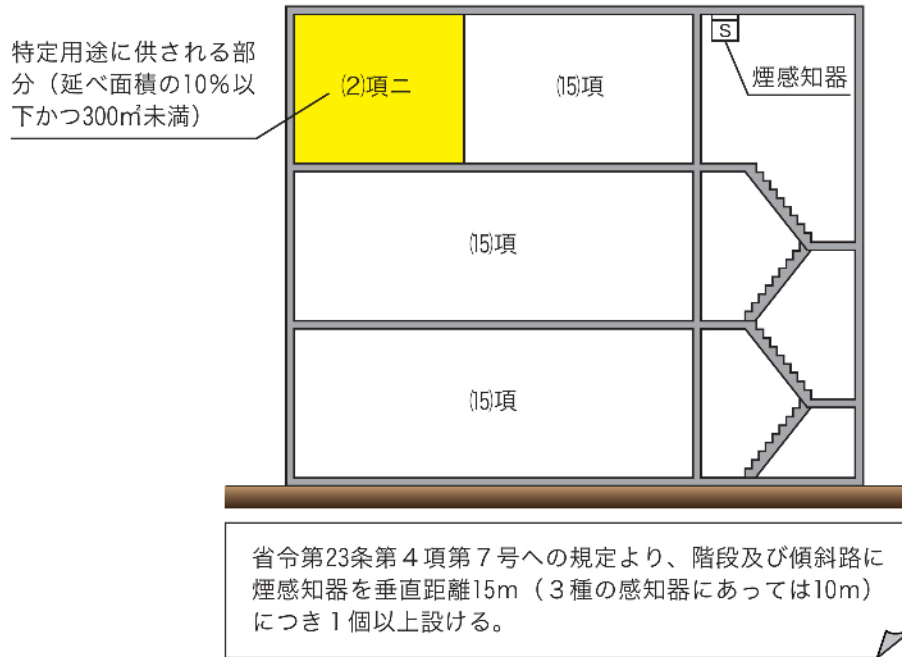 特定用途に供される部
分（延べ面積の10％以
下かつ300㎡未満）
⑵項ニ
⒂項
S
煙感知器
⒂項
⒂項
省令第23条第４項第７号への規定より、階段及び傾斜路に
煙感知器を垂直距離15m（３種の感知器にあっては10m）
につき１個以上設ける。